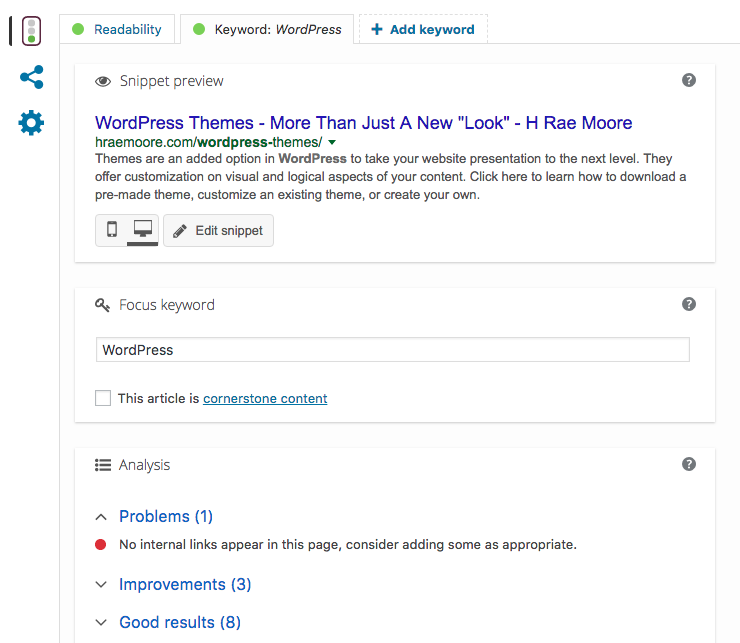 Readability
Keyword: WordPress
+ Add keyword
Snippet preview
WordPress Themes - More Than Just A New "Look" - H Rae Moore
hraemoore.com/wordpress-themes/
Themes are an added option in WordPress to take your website presentation to the next level. They
offer customization on visual and logical aspects of your content. Click here to learn how to download a
pre-made theme, customize an existing theme, or create your own.
Edit snippet
Focus keyword
WordPress
This article is cornerstone content
Analysis
Problems (1)
No internal links appear in this page, consider adding some as appropriate.
Improvements (3)
Good results (8)